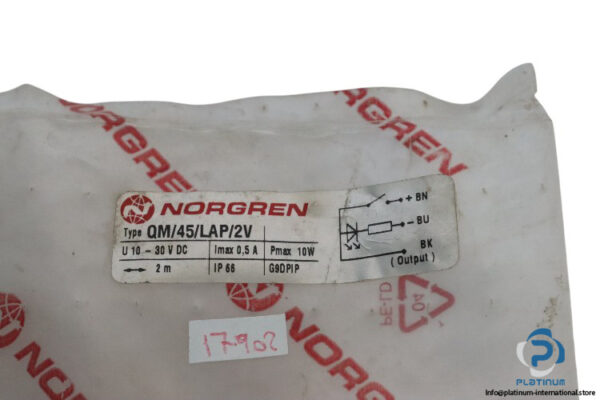 NORGREN
NORGREN
NORGREN
NORGREN
Type QM/45/LAP/2V
U 10 - 30 V DC Imax 0,5 A Pmax 10W
2 m IP 66 G9DPIP
+ BN
- BU
BK
(Output)
PE-LD
04
NORGREN
NORGREN
17902
PLATINUM
Info@platinum-international.store